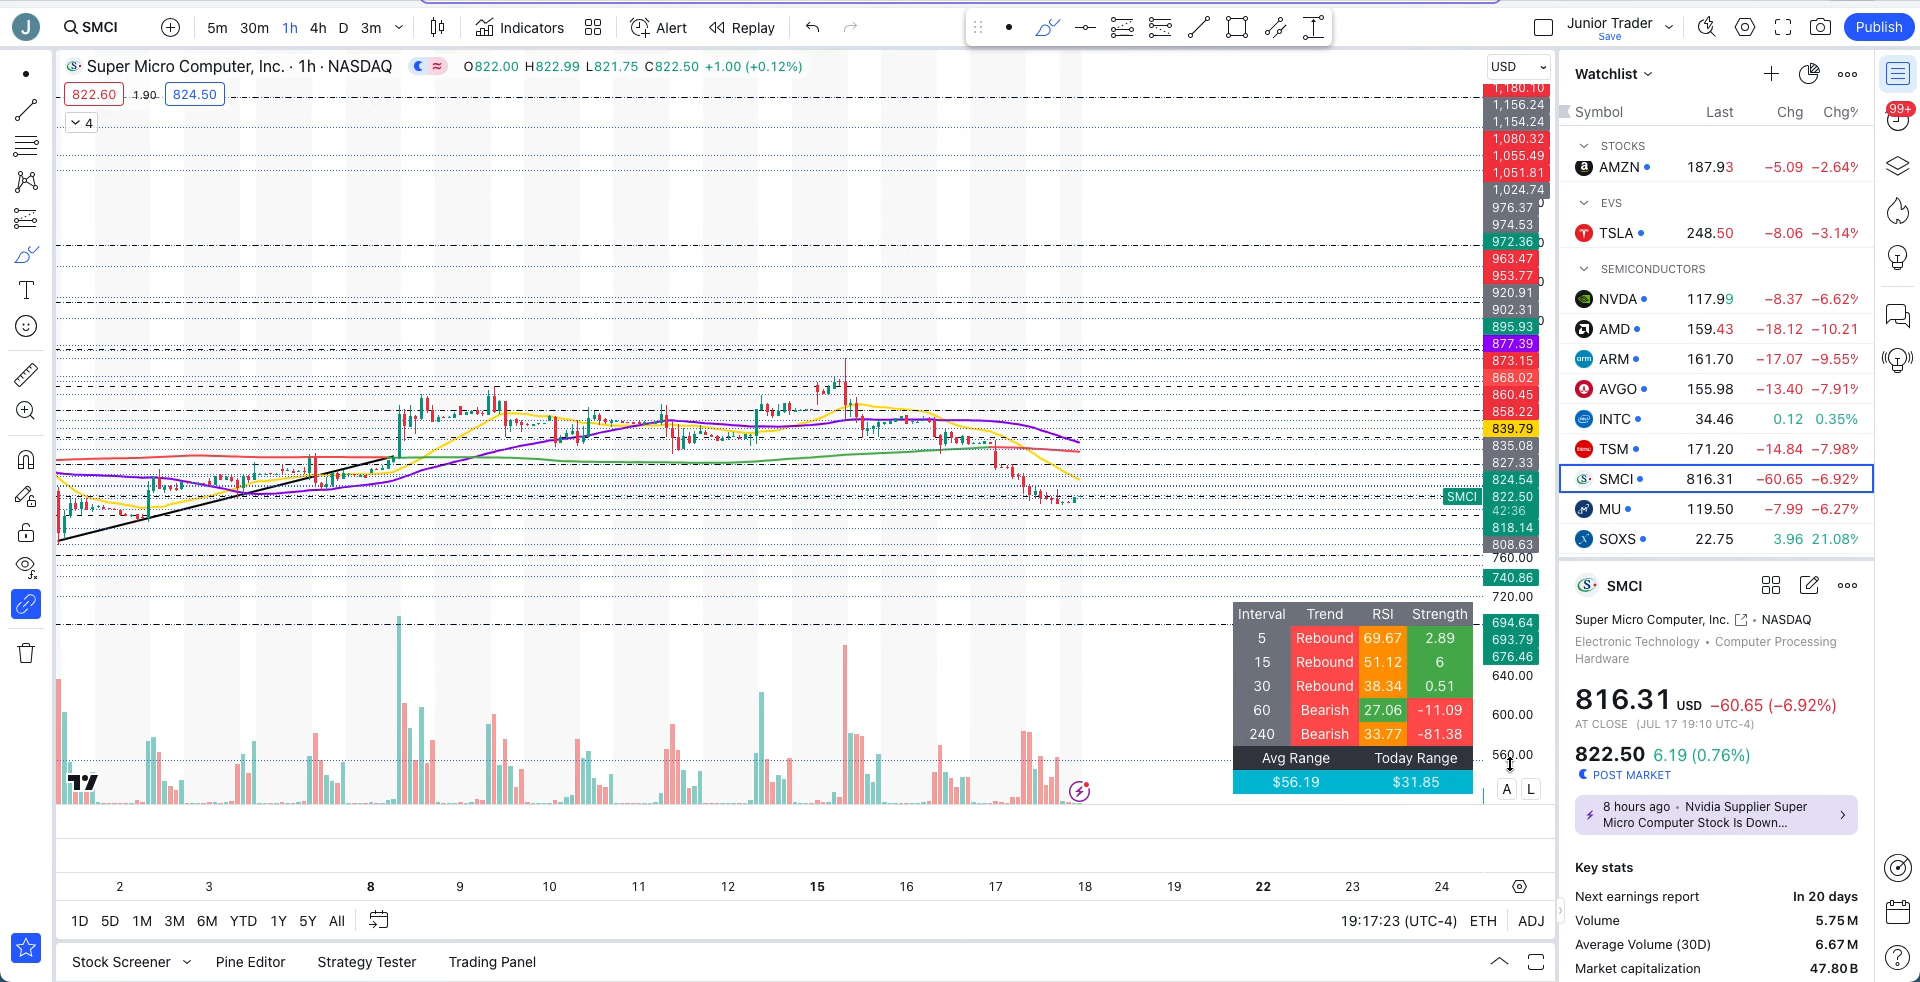 J SMCI 5m 30m 1h 4h D 3m Indicators Alert Replay Junior Trader Save Publish
Super Micro Computer, Inc. · 1h · NASDAQ O822.00 H822.99 L821.75 C822.50 +1.00 (+0.12%) USD
822.60 1.90 824.50
4
1,180.10
1,156.24
1,154.24
1,080.32
1,055.49
1,051.81
1,024.74
976.37
974.53
972.36
963.47
953.77
920.91
902.31
895.93
877.39
873.15
868.02
860.45
858.22
839.79
835.08
827.33
824.54
SMCI 822.50
42:36
818.14
808.63
760.00
740.86
720.00
694.64
693.79
676.46
640.00
600.00
560.00
A L
Interval Trend RSI Strength
5 Rebound 69.67 2.89
15 Rebound 51.12 6
30 Rebound 38.34 0.51
60 Bearish 27.06 -11.09
240 Bearish 33.77 -81.38
Avg Range Today Range
$56.19 $31.85
2 3 8 9 10 11 12 15 16 17 18 19 22 23 24
1D 5D 1M 3M 6M YTD 1Y 5Y All 19:17:23 (UTC-4) ETH ADJ
Stock Screener Pine Editor Strategy Tester Trading Panel
Watchlist
Symbol Last Chg Chg%
STOCKS
AMZN 187.93 −5.09 −2.64%
EVS
TSLA 248.50 −8.06 −3.14%
SEMICONDUCTORS
NVDA 117.99 −8.37 −6.62%
AMD 159.43 −18.12 −10.21
ARM 161.70 −17.07 −9.55%
AVGO 155.98 −13.40 −7.91%
INTC 34.46 0.12 0.35%
TSM 171.20 −14.84 −7.98%
SMCI 816.31 −60.65 −6.92%
MU 119.50 −7.99 −6.27%
SOXS 22.75 3.96 21.08%
SMCI
Super Micro Computer, Inc. • NASDAQ
Electronic Technology • Computer Processing
Hardware
816.31 USD −60.65 (−6.92%)
AT CLOSE (JUL 17 19:10 UTC-4)
822.50 6.19 (0.76%)
POST MARKET
8 hours ago • Nvidia Supplier Super
Micro Computer Stock Is Down...
Key stats
Next earnings report In 20 days
Volume 5.75M
Average Volume (30D) 6.67M
Market capitalization 47.80B
99+